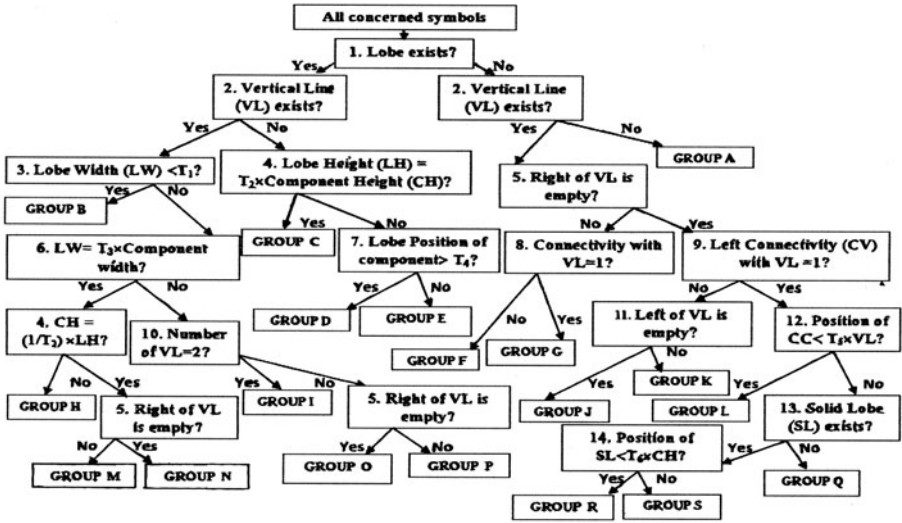 All concerned symbols
1. Lobe exists?
Yes
No
2. Vertical Line
(VL) exists?
2. Vertical Line
(VL) exists?
Yes
No
Yes
No
3. Lobe Width (LW) <T₁?
4. Lobe Height (LH) =
T₂×Component Height (CH)?
5. Right of VL is
empty?
GROUP A
Yes
No
GROUP B
Yes
No
GROUP C
No
Yes
6. LW= T₃×Component
width?
7. Lobe Position of
component> T₄?
8. Connectivity with
VL=1?
9. Left Connectivity (CV)
with VL =1?
Yes
No
Yes
No
No
Yes
No
Yes
4. CH =
(1/T₂) ×LH?
10. Number
of VL=2?
GROUP D
GROUP E
GROUP F
GROUP G
11. Left of VL is
empty?
12. Position of
CC< T₅×VL?
No
Yes
Yes
No
Yes
No
Yes
No
GROUP H
5. Right of VL
is empty?
GROUP I
5. Right of VL is
empty?
GROUP J
GROUP K
GROUP L
13. Solid Lobe
(SL) exists?
No
Yes
Yes
No
14. Position of
SL<T₆×CH?
Yes
No
GROUP M
GROUP N
GROUP O
GROUP P
Yes
No
GROUP Q
GROUP R
GROUP S